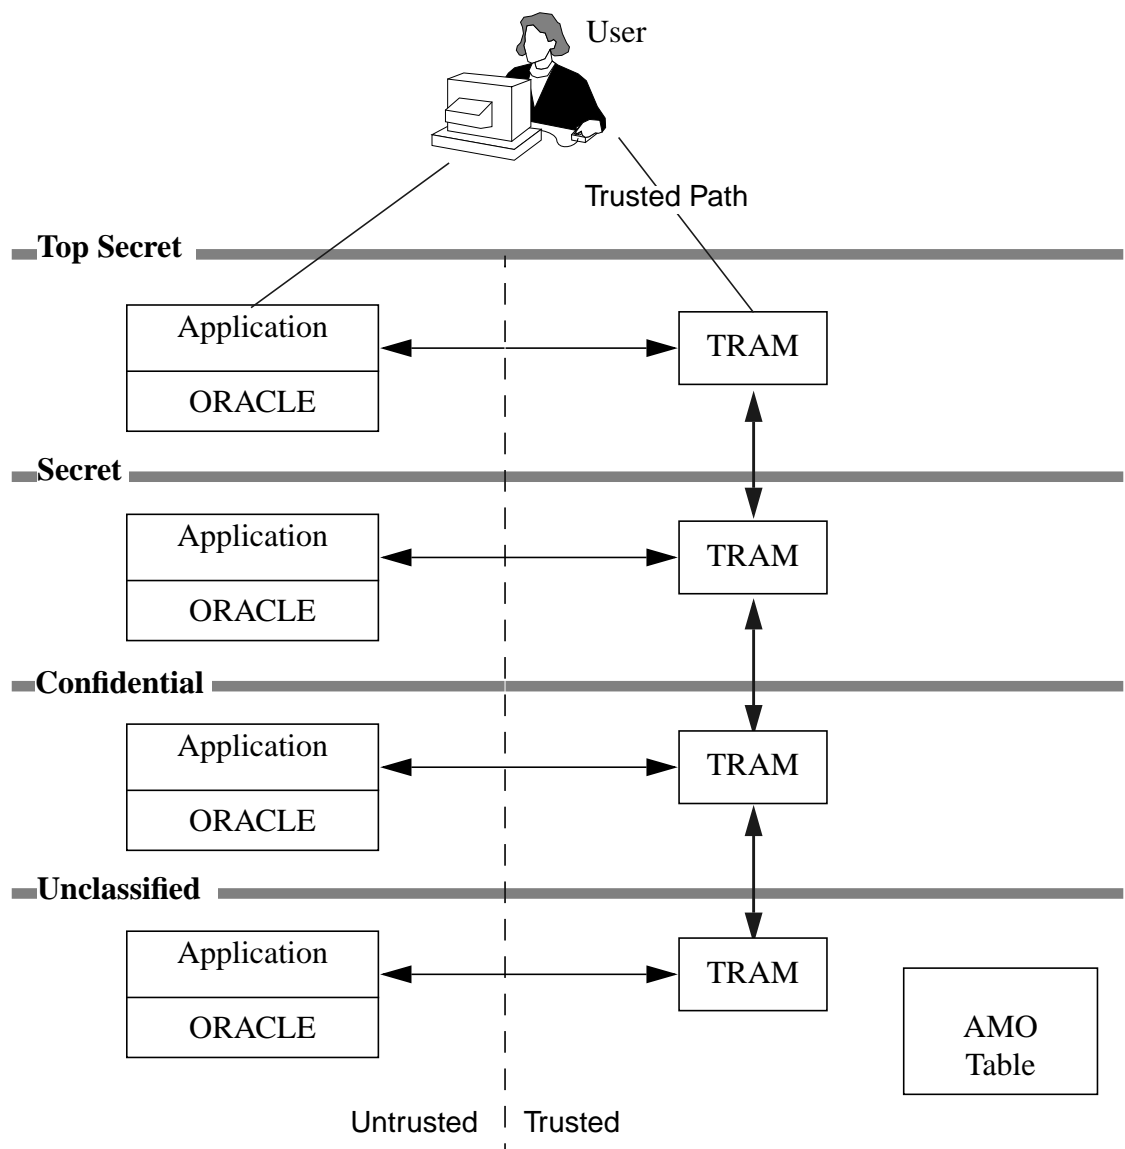 User
Trusted Path
Top Secret
Application
TRAM
ORACLE
Secret
Application
TRAM
ORACLE
Confidential
Application
TRAM
ORACLE
Unclassified
Application
TRAM
ORACLE
AMO
Table
Untrusted
Trusted